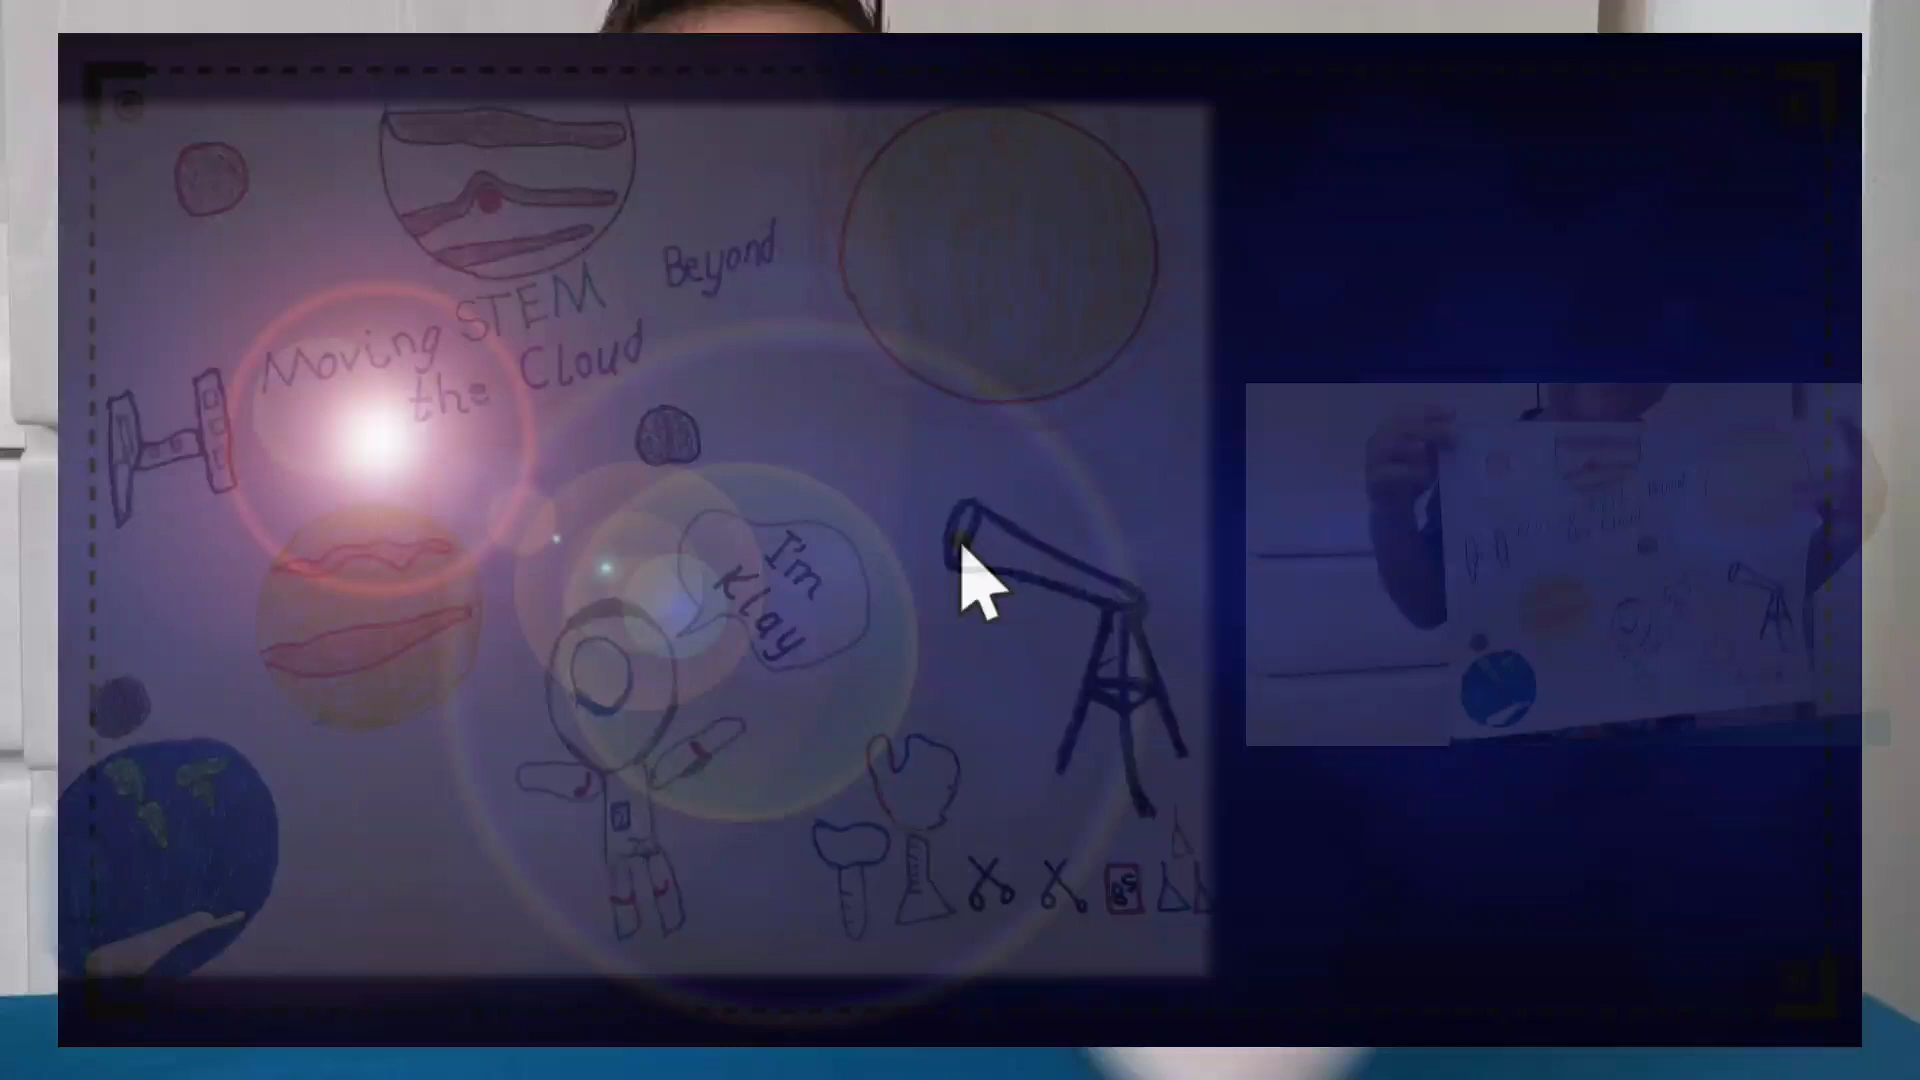 Beyond
Moving STEM
the Cloud
I'm
Klay